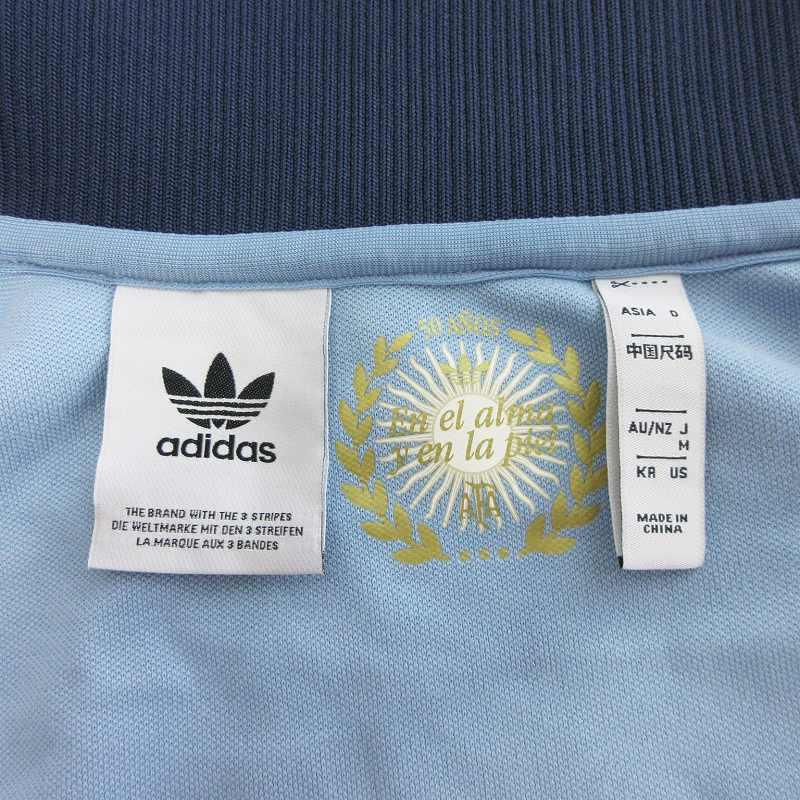 adidas
THE BRAND WITH THE 3 STRIPES
DIE WELTMARKE MIT DEN 3 STREIFEN
LA MARQUE AUX 3 BANDES
50 AÑOS
En el alma
y en la piel
AFA
ASIA D
中国尺码
AU/NZ J
M
KR US
MADE IN
CHINA